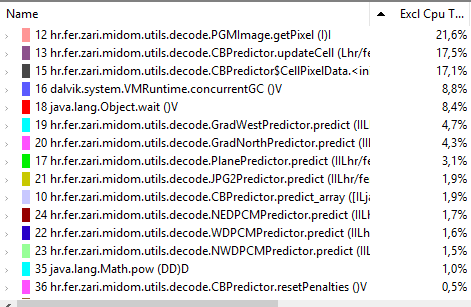 Name Excl Cpu T...
12 hr.fer.zari.midom.utils.decode.PGMImage.getPixel (I)I 21,6%
13 hr.fer.zari.midom.utils.decode.CBPredictor.updateCell (Lhr/fe 17,5%
15 hr.fer.zari.midom.utils.decode.CBPredictor$CellPixelData.<in 17,1%
16 dalvik.system.VMRuntime.concurrentGC ()V 8,8%
18 java.lang.Object.wait ()V 8,4%
19 hr.fer.zari.midom.utils.decode.GradWestPredictor.predict (IIL 4,7%
20 hr.fer.zari.midom.utils.decode.GradNorthPredictor.predict (II 4,3%
17 hr.fer.zari.midom.utils.decode.PlanePredictor.predict (IILhr/fe 3,1%
21 hr.fer.zari.midom.utils.decode.JPG2Predictor.predict (IILhr/fe 1,9%
10 hr.fer.zari.midom.utils.decode.CBPredictor.predict_array ([ILj 1,9%
24 hr.fer.zari.midom.utils.decode.NEDPCMPredictor.predict (IILI 1,7%
22 hr.fer.zari.midom.utils.decode.WDPCMPredictor.predict (IILh 1,6%
23 hr.fer.zari.midom.utils.decode.NWDPCMPredictor.predict (IIL 1,5%
35 java.lang.Math.pow (DD)D 1,0%
36 hr.fer.zari.midom.utils.decode.CBPredictor.resetPenalties ()V 0,5%